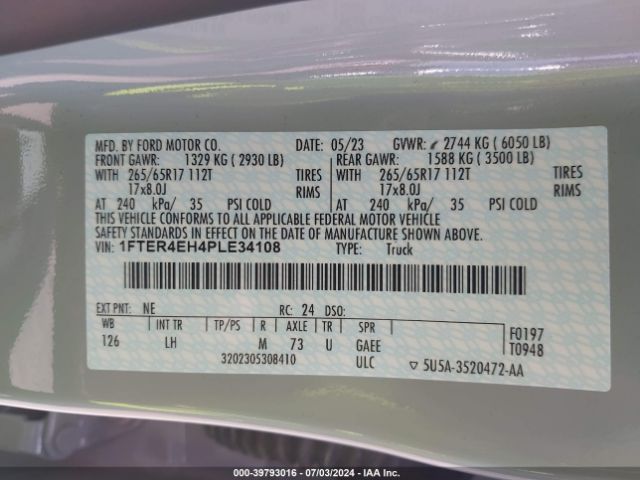 MFD. BY FORD MOTOR CO. DATE: 05/23 GVWR: 2744 KG ( 6050 LB)
FRONT GAWR: 1329 KG ( 2930 LB) REAR GAWR: 1588 KG ( 3500 LB)
WITH 265/65R17 112T TIRES WITH 265/65R17 112T TIRES
17x8.0J RIMS 17x8.0J RIMS
AT 240 kPa/ 35 PSI COLD AT 240 kPa/ 35 PSI COLD
THIS VEHICLE CONFORMS TO ALL APPLICABLE FEDERAL MOTOR VEHICLE
SAFETY STANDARDS IN EFFECT ON THE DATE OF MANUFACTURE SHOWN ABOVE.
VIN: 1FTER4EH4PLE34108 TYPE: Truck
EXT PNT: NE RC: 24 DSO:
WB INT TR TP/PS R AXLE TR SPR F0197
126 LH M 73 U GAEE T0948
3202305308410 ULC ▽ 5U5A-3520472-AA
000-39793016 - 07/03/2024 - IAAI.COM